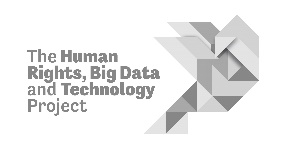 The Human
Rights, Big Data
and Technology
Project